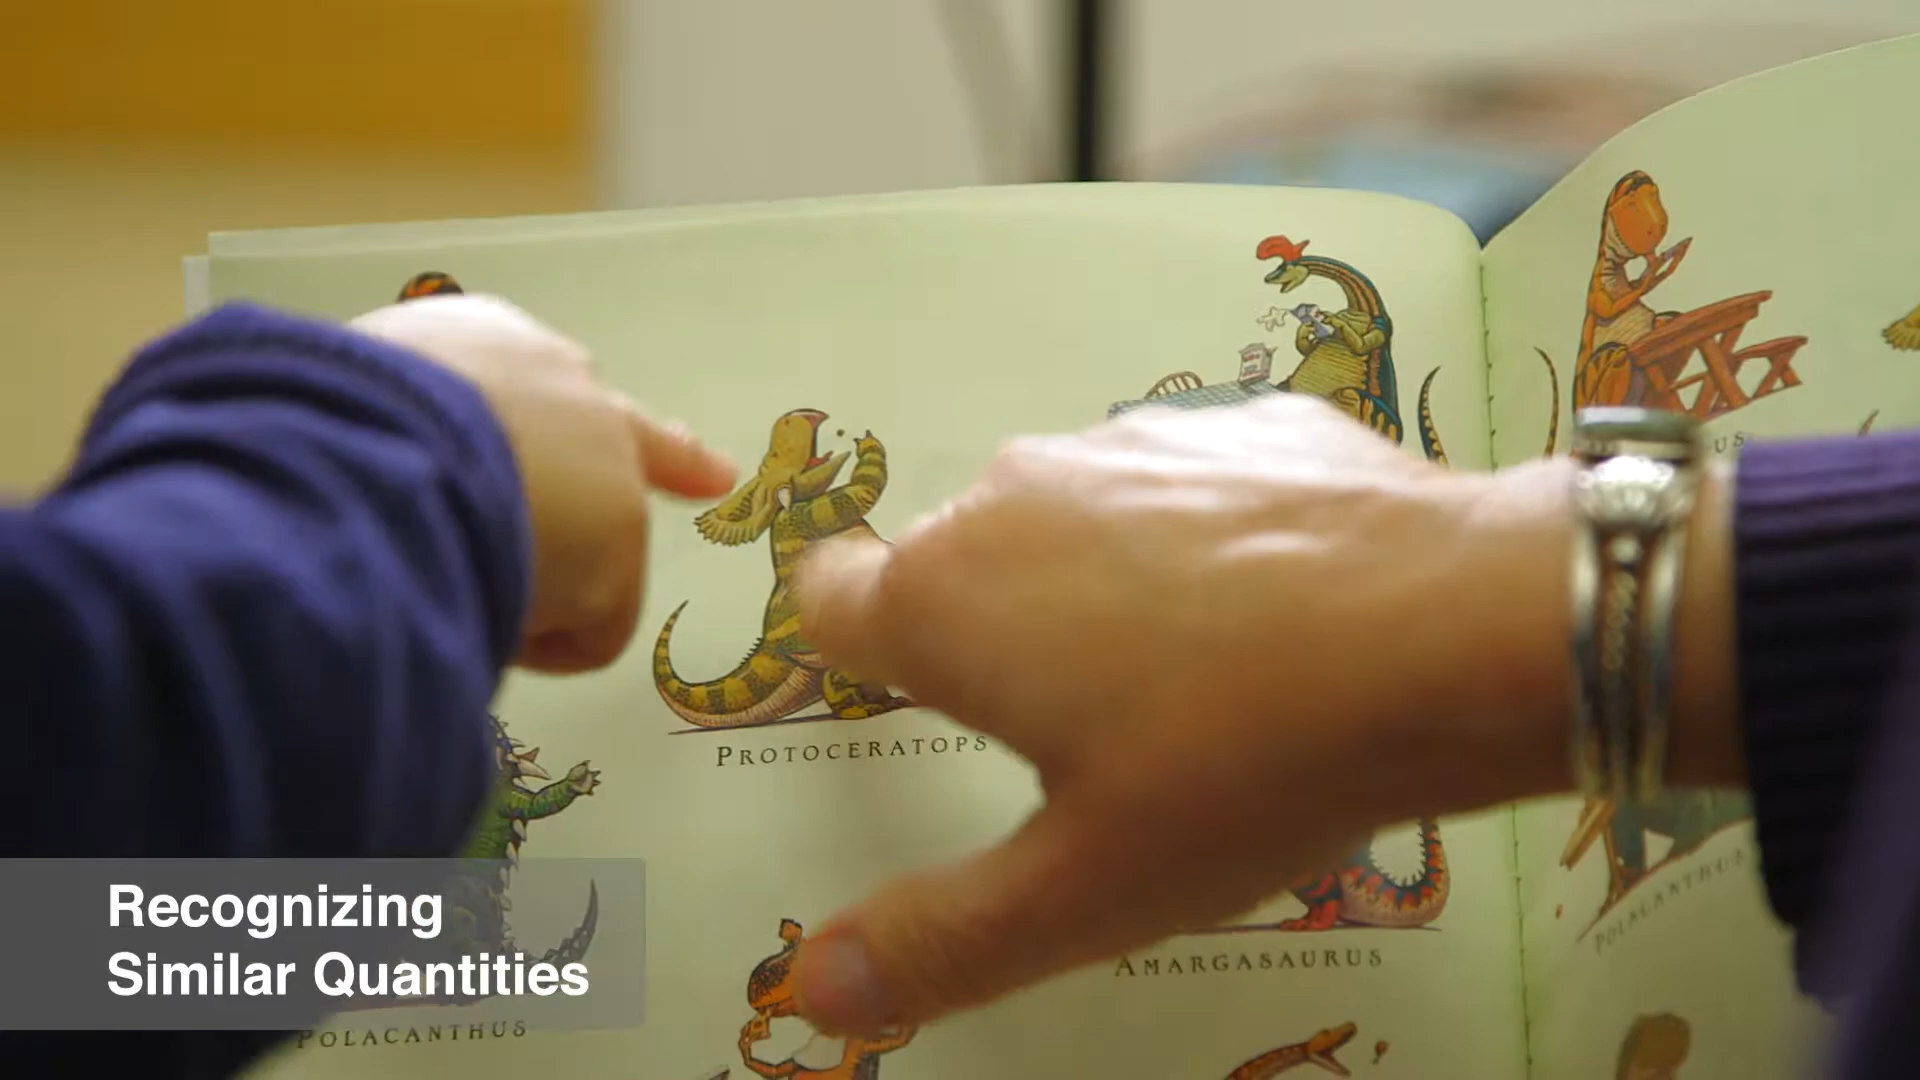 PROTOCERATOPS
AMARGASAURUS
POLACANTHUS
POLACANTHUS
Recognizing
Similar Quantities